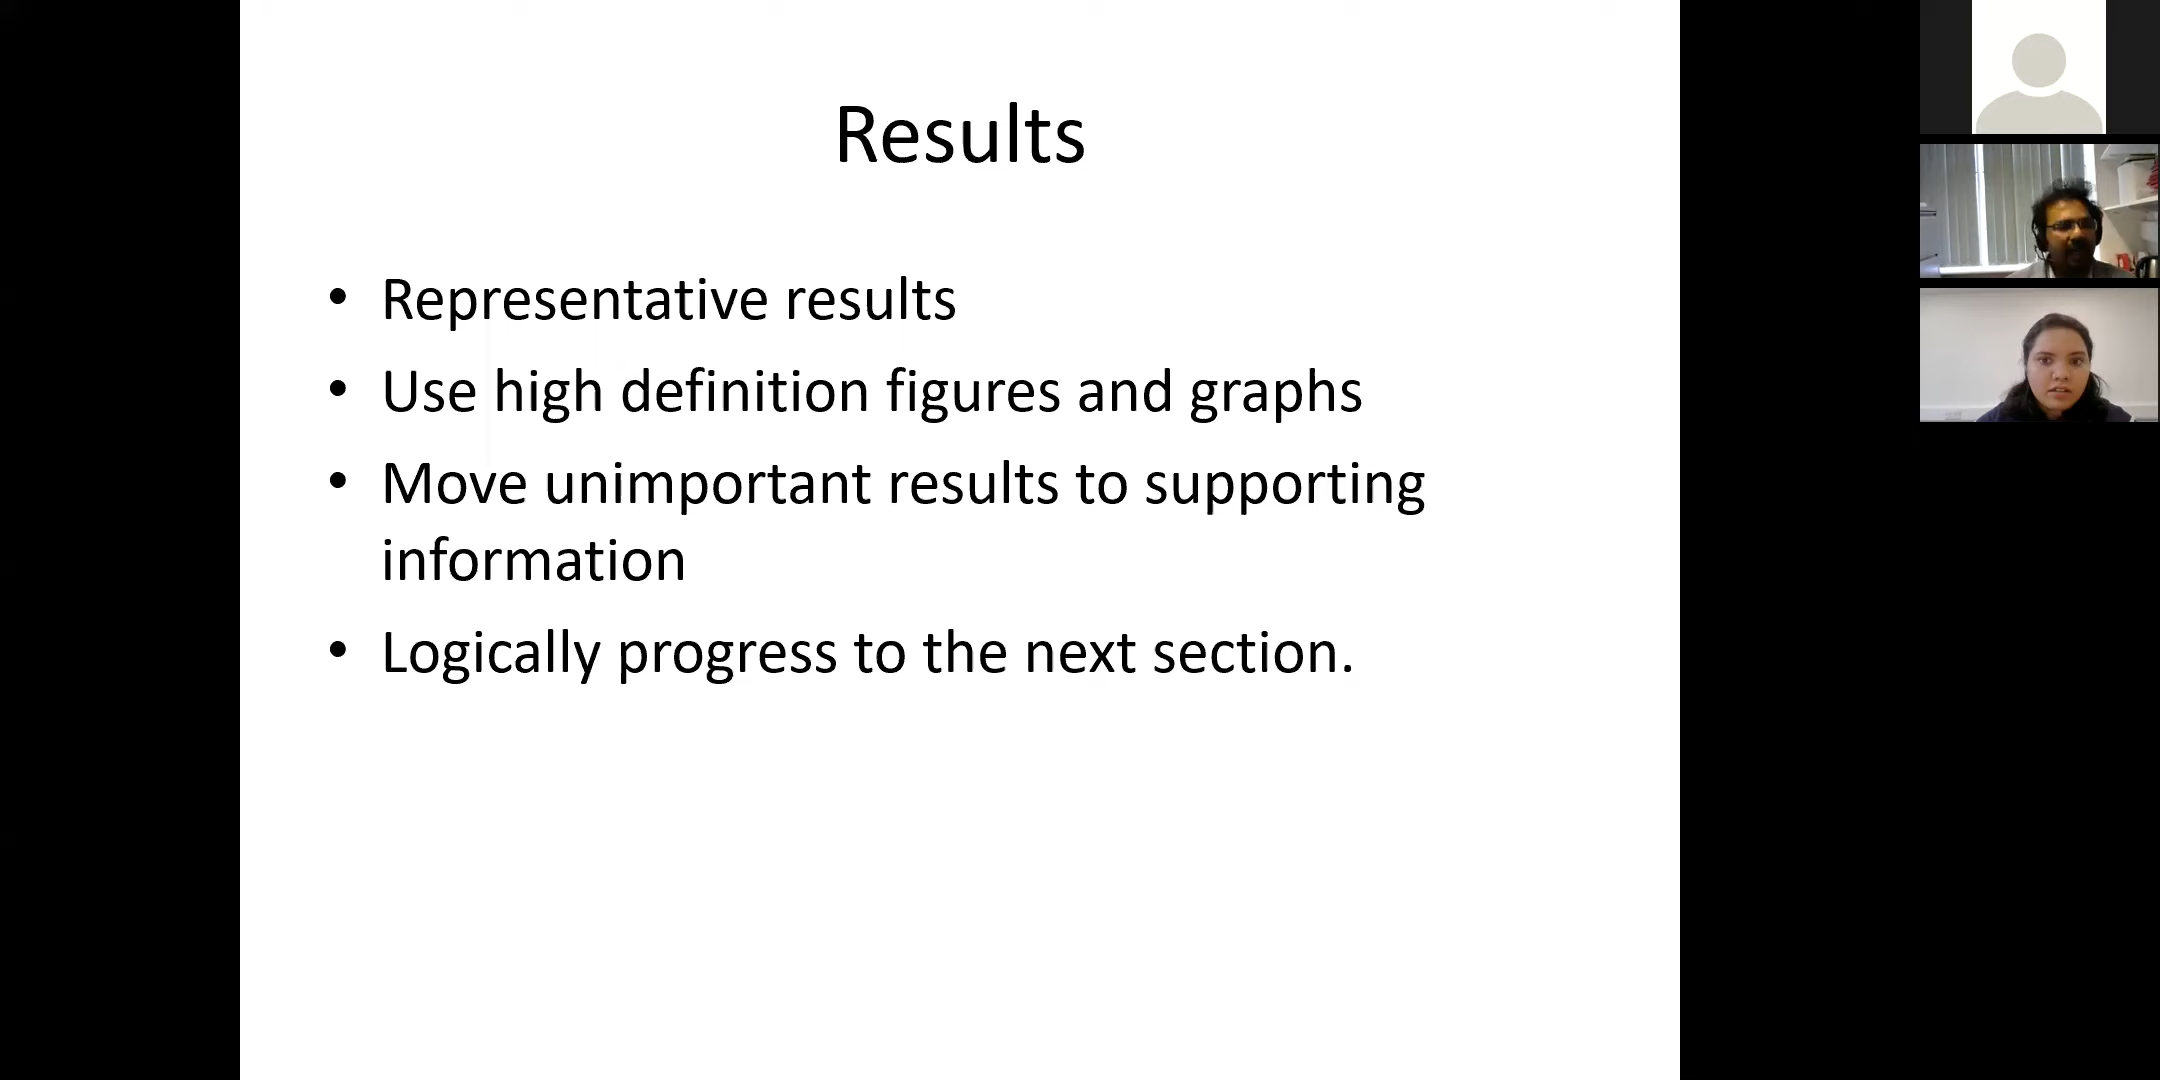 Results
• Representative results
• Use high definition figures and graphs
• Move unimportant results to supporting
information
• Logically progress to the next section.